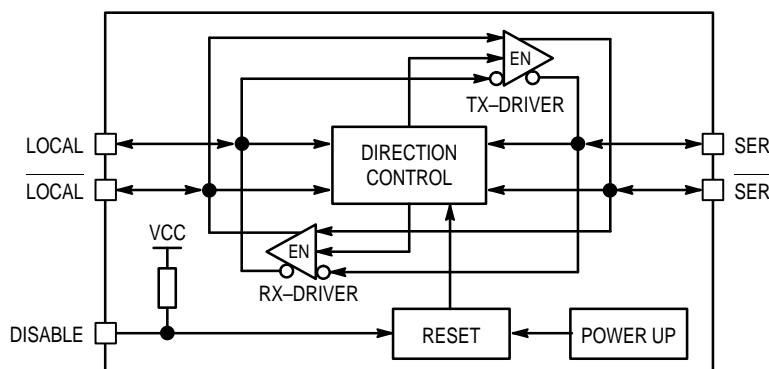 EN
TX–DRIVER
LOCAL
DIRECTION
CONTROL
SER
LOCAL
SER
VCC
EN
RX–DRIVER
DISABLE
RESET
POWER UP